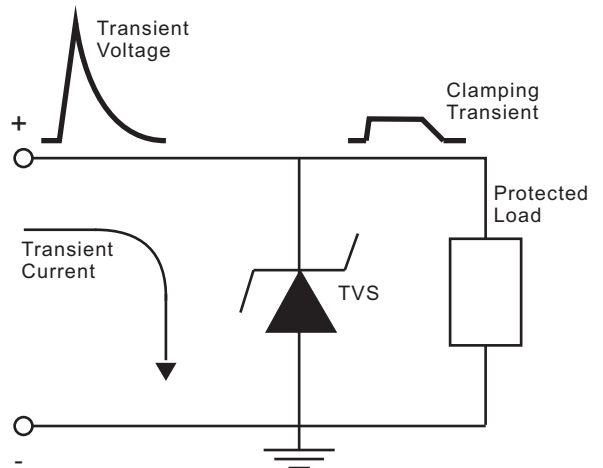 Transient
Voltage
Clamping
Transient
+
Protected
Load
Transient
Current
TVS
-